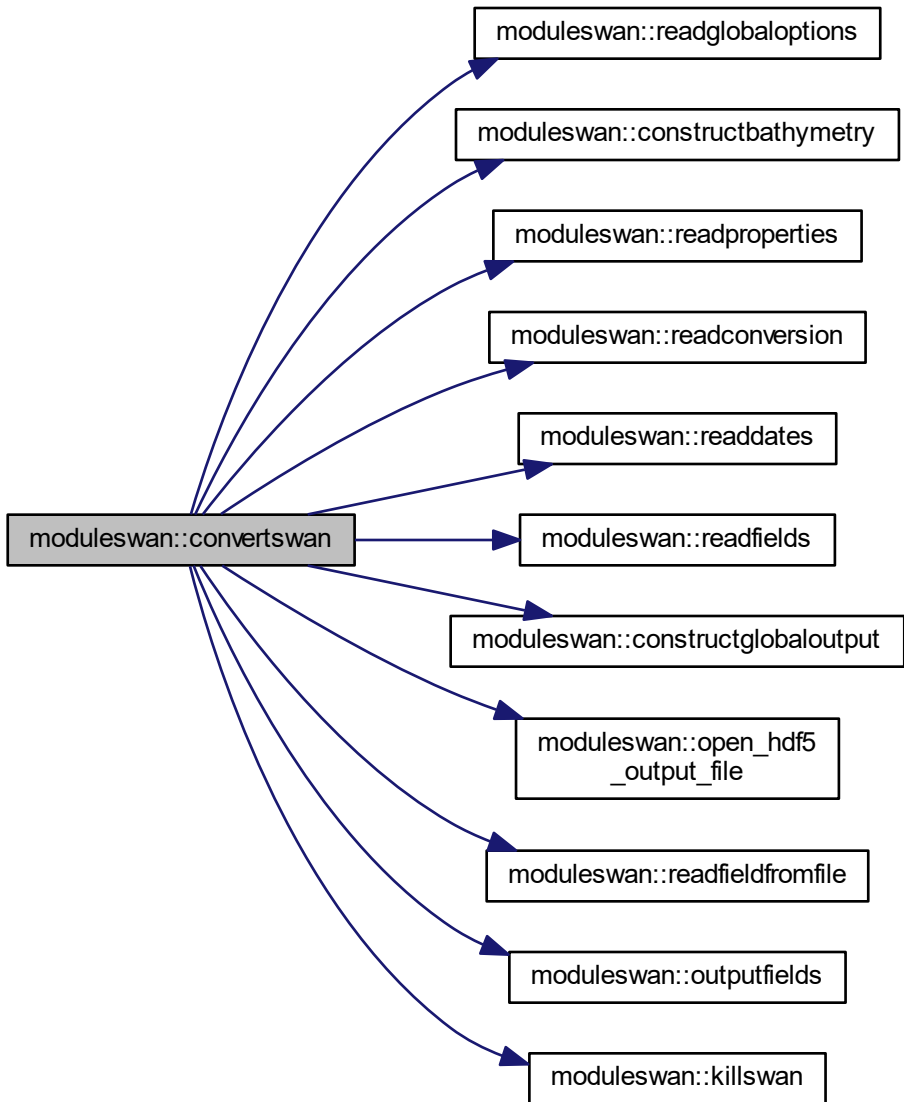 moduleswan::readglobaloptions
moduleswan::constructbathymetry
moduleswan::readproperties
moduleswan::readconversion
moduleswan::readdates
moduleswan::convertswan
moduleswan::readfields
moduleswan::constructglobaloutput
moduleswan::open_hdf5
_output_file
moduleswan::readfieldfromfile
moduleswan::outputfields
moduleswan::killswan